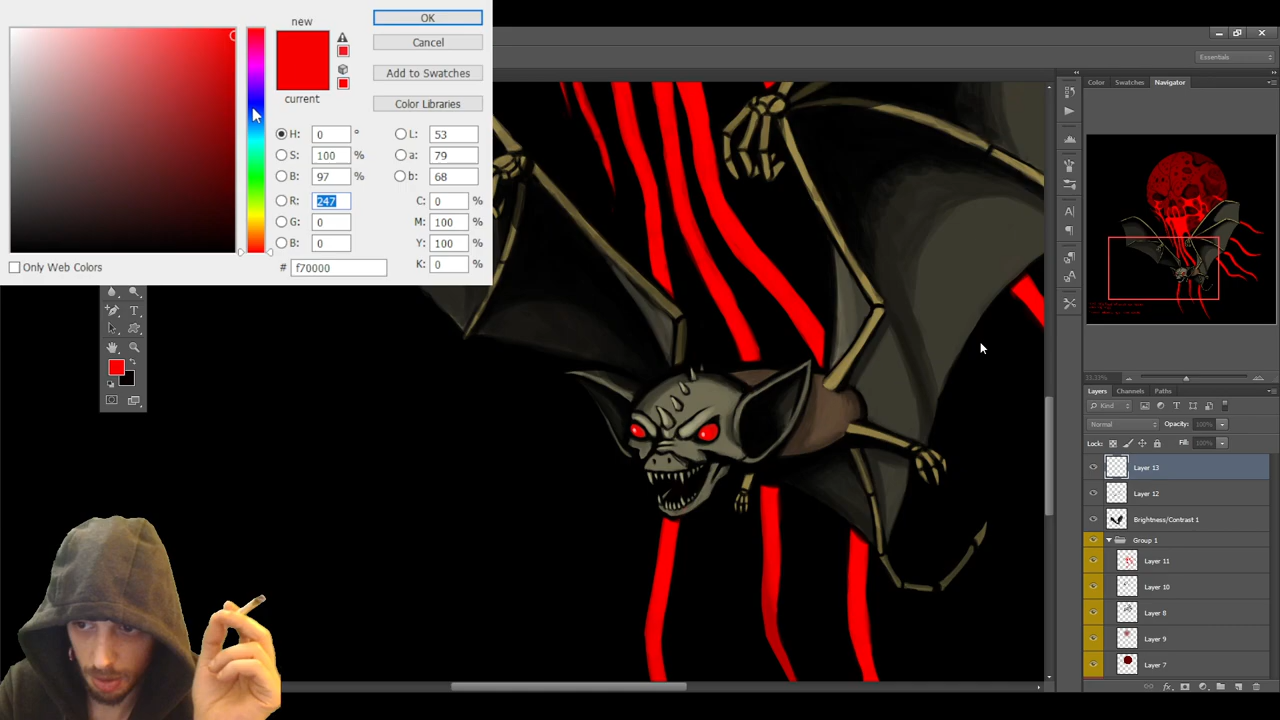 new
OK
Cancel
Add to Swatches
current
Color Libraries
H: 0 °
L: 53
S: 100 %
a: 79
B: 97 %
b: 68
R: 247
C: 0 %
G: 0
M: 100 %
B: 0
Y: 100 %
# f70000
K: 0 %
Only Web Colors
Essentials
Color Swatches Navigator
33.33%
Layers Channels Paths
Kind
Normal Opacity: 100%
Lock: Fill: 100%
Layer 13
Layer 12
Brightness/Contrast 1
Group 1
Layer 11
Layer 10
Layer 8
Layer 9
Layer 7